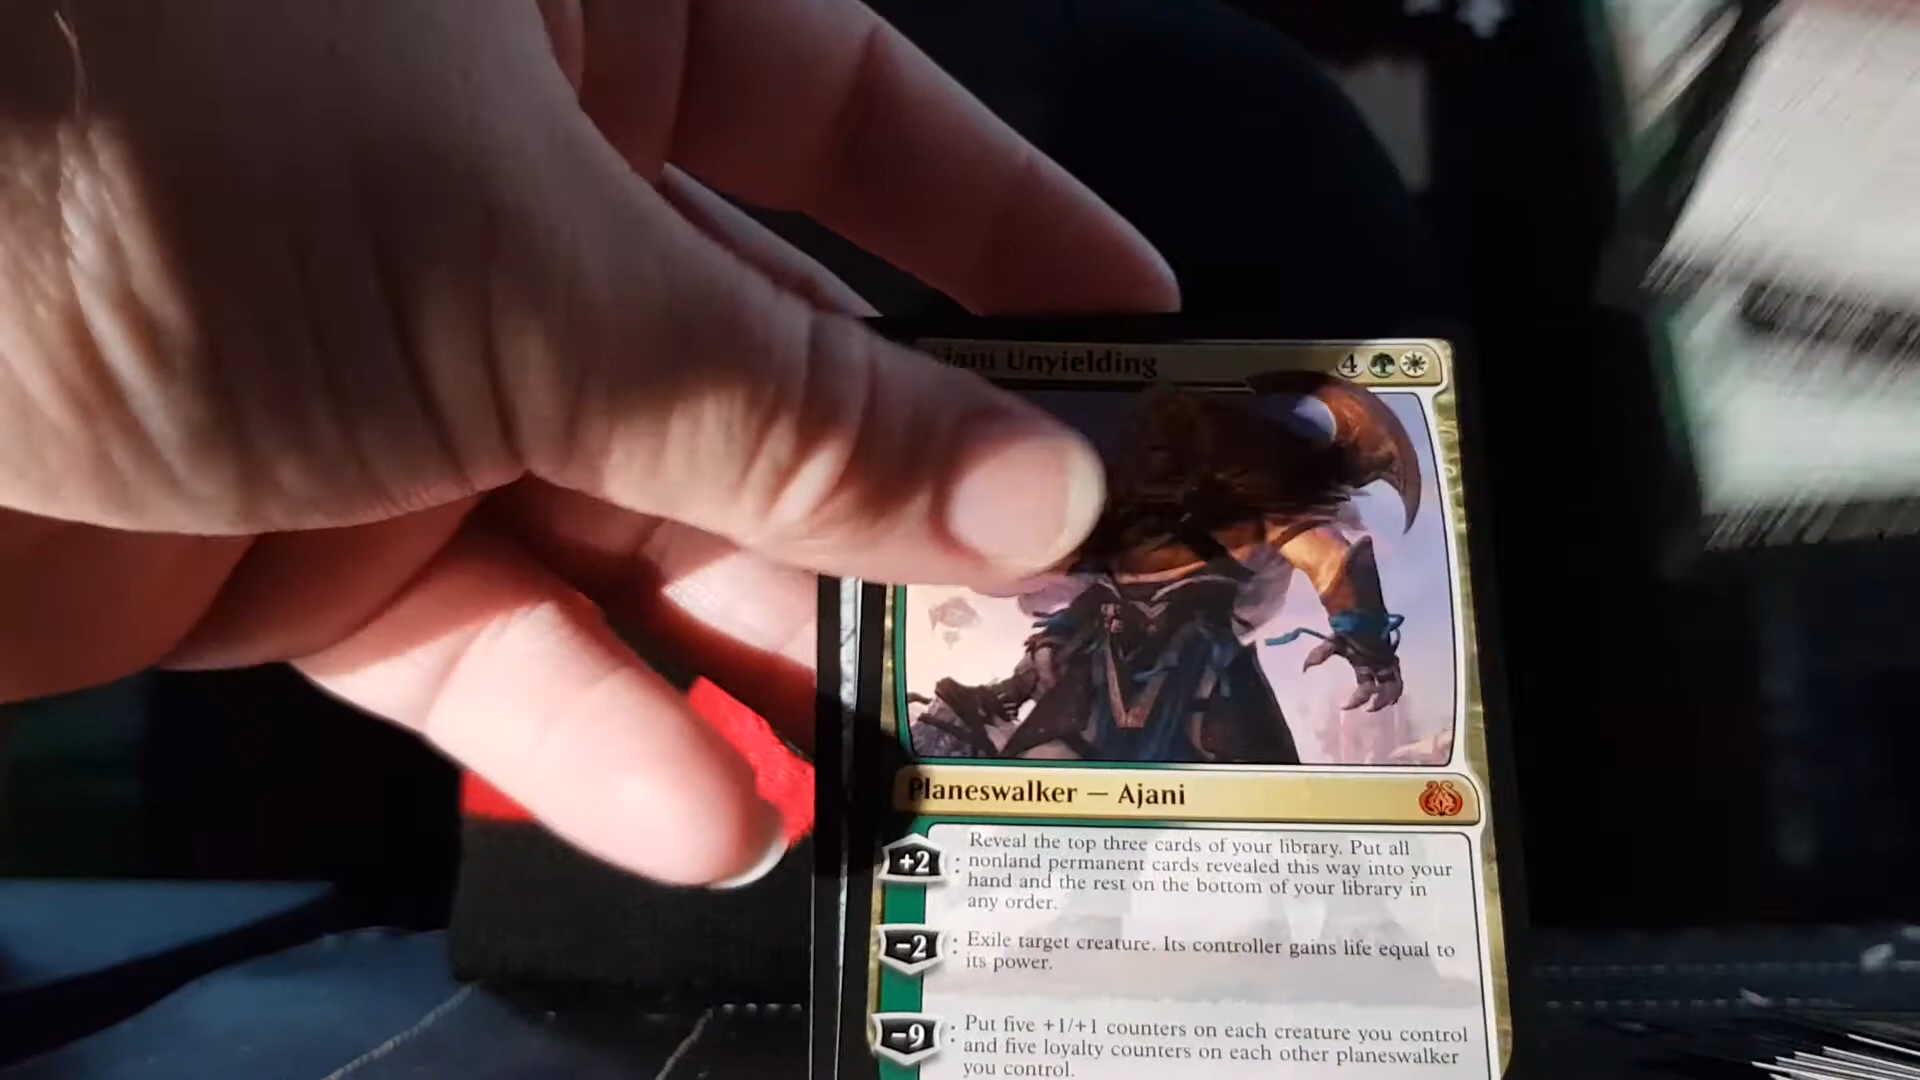 Ajani Unyielding 4
Planeswalker — Ajani
+2 : Reveal the top three cards of your library. Put all
nonland permanent cards revealed this way into your
hand and the rest on the bottom of your library in
any order.
−2 : Exile target creature. Its controller gains life equal to
its power.
−9 : Put five +1/+1 counters on each creature you control
and five loyalty counters on each other planeswalker
you control.